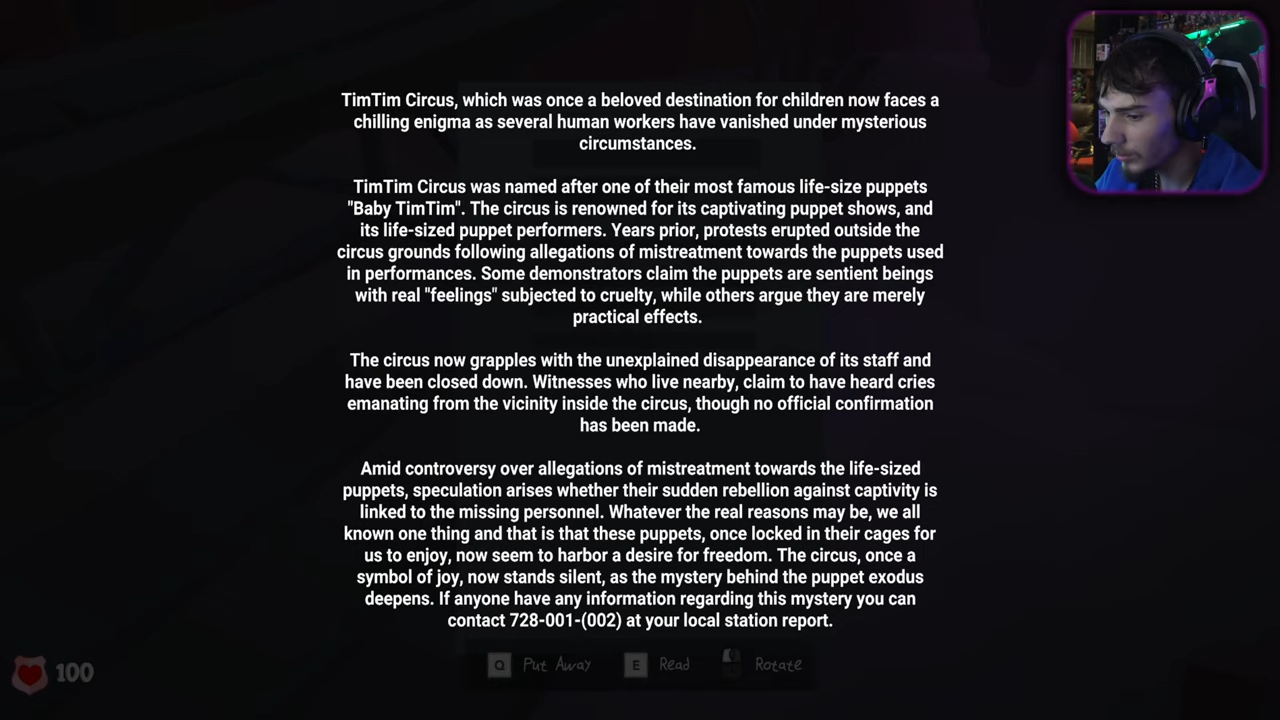 TimTim Circus, which was once a beloved destination for children now faces a
chilling enigma as several human workers have vanished under mysterious
circumstances.
TimTim Circus was named after one of their most famous life-size puppets
"Baby TimTim". The circus is renowned for its captivating puppet shows, and
its life-sized puppet performers. Years prior, protests erupted outside the
circus grounds following allegations of mistreatment towards the puppets used
in performances. Some demonstrators claim the puppets are sentient beings
with real "feelings" subjected to cruelty, while others argue they are merely
practical effects.
The circus now grapples with the unexplained disappearance of its staff and
have been closed down. Witnesses who live nearby, claim to have heard cries
emanating from the vicinity inside the circus, though no official confirmation
has been made.
Amid controversy over allegations of mistreatment towards the life-sized
puppets, speculation arises whether their sudden rebellion against captivity is
linked to the missing personnel. Whatever the real reasons may be, we all
known one thing and that is that these puppets, once locked in their cages for
us to enjoy, now seem to harbor a desire for freedom. The circus, once a
symbol of joy, now stands silent, as the mystery behind the puppet exodus
deepens. If anyone have any information regarding this mystery you can
contact 728-001-(002) at your local station report.
100
Q Put Away E Read Rotate